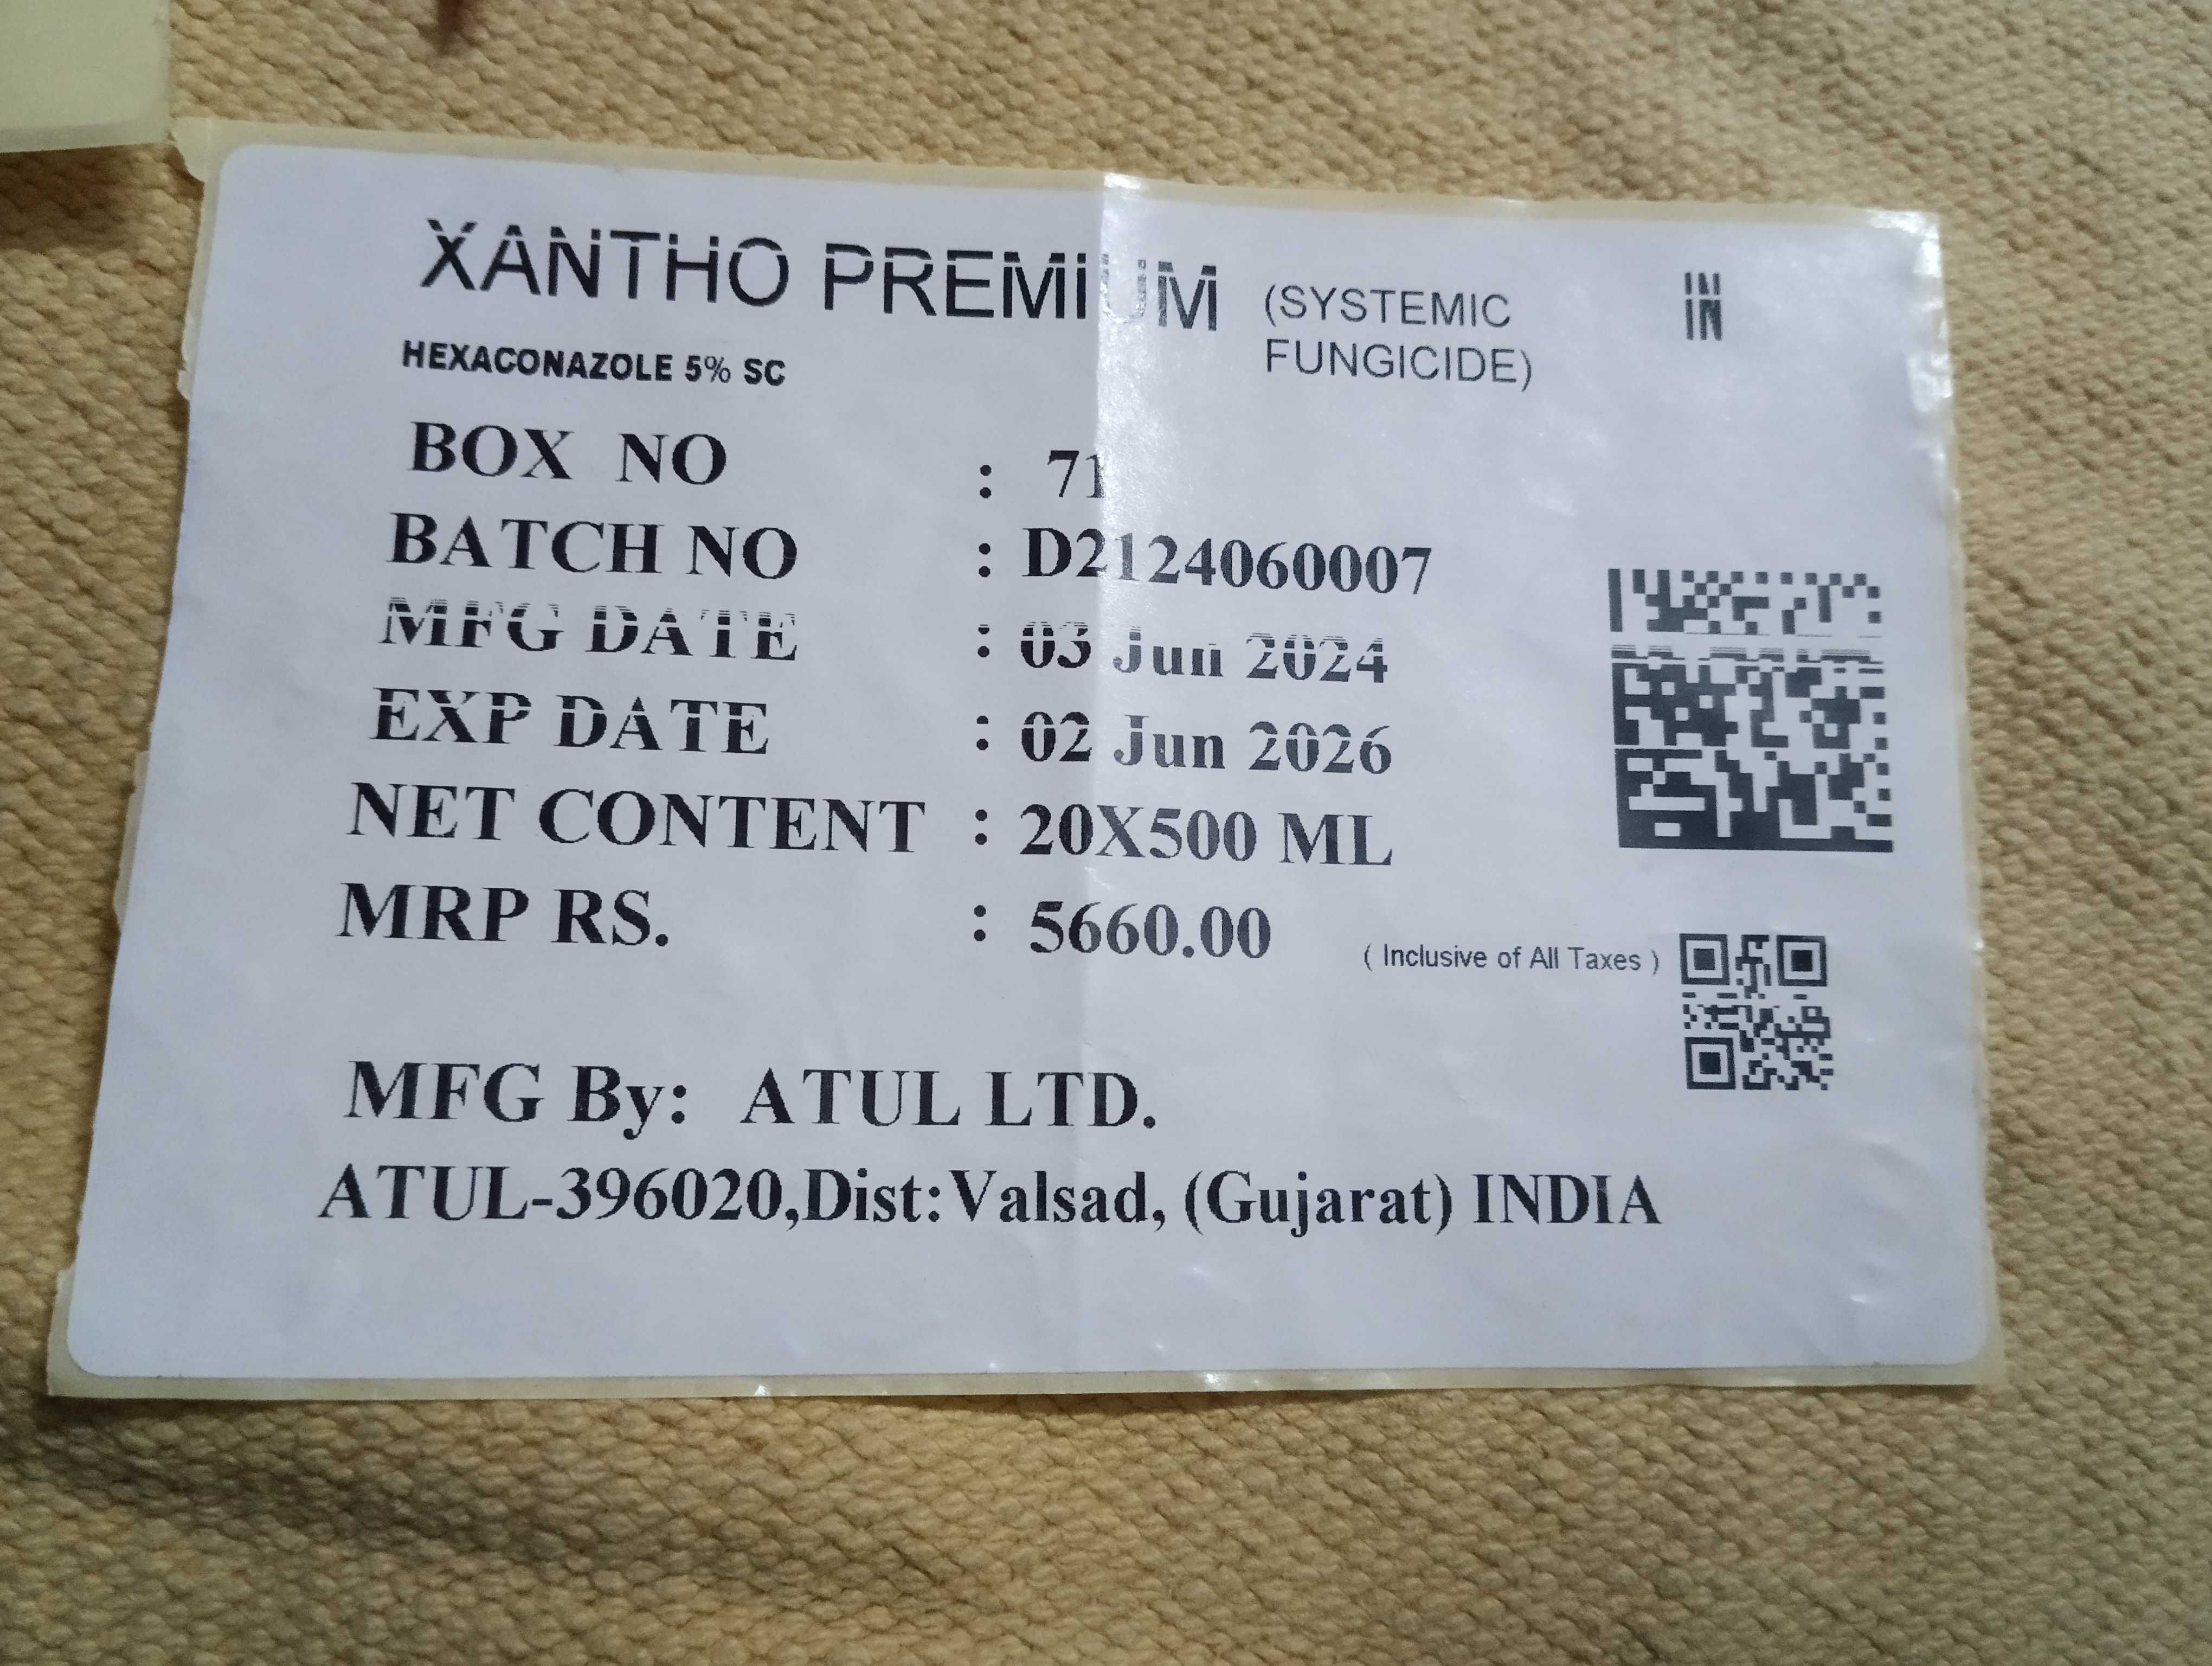 XANTHO PREMIUM (SYSTEMIC
FUNGICIDE)
IN
HEXACONAZOLE 5% SC
BOX NO : 71
BATCH NO : D2124060007
MFG DATE : 03 Jun 2024
EXP DATE : 02 Jun 2026
NET CONTENT : 20X500 ML
MRP RS. : 5660.00 ( Inclusive of All Taxes )
MFG By: ATUL LTD.
ATUL-396020,Dist:Valsad, (Gujarat) INDIA